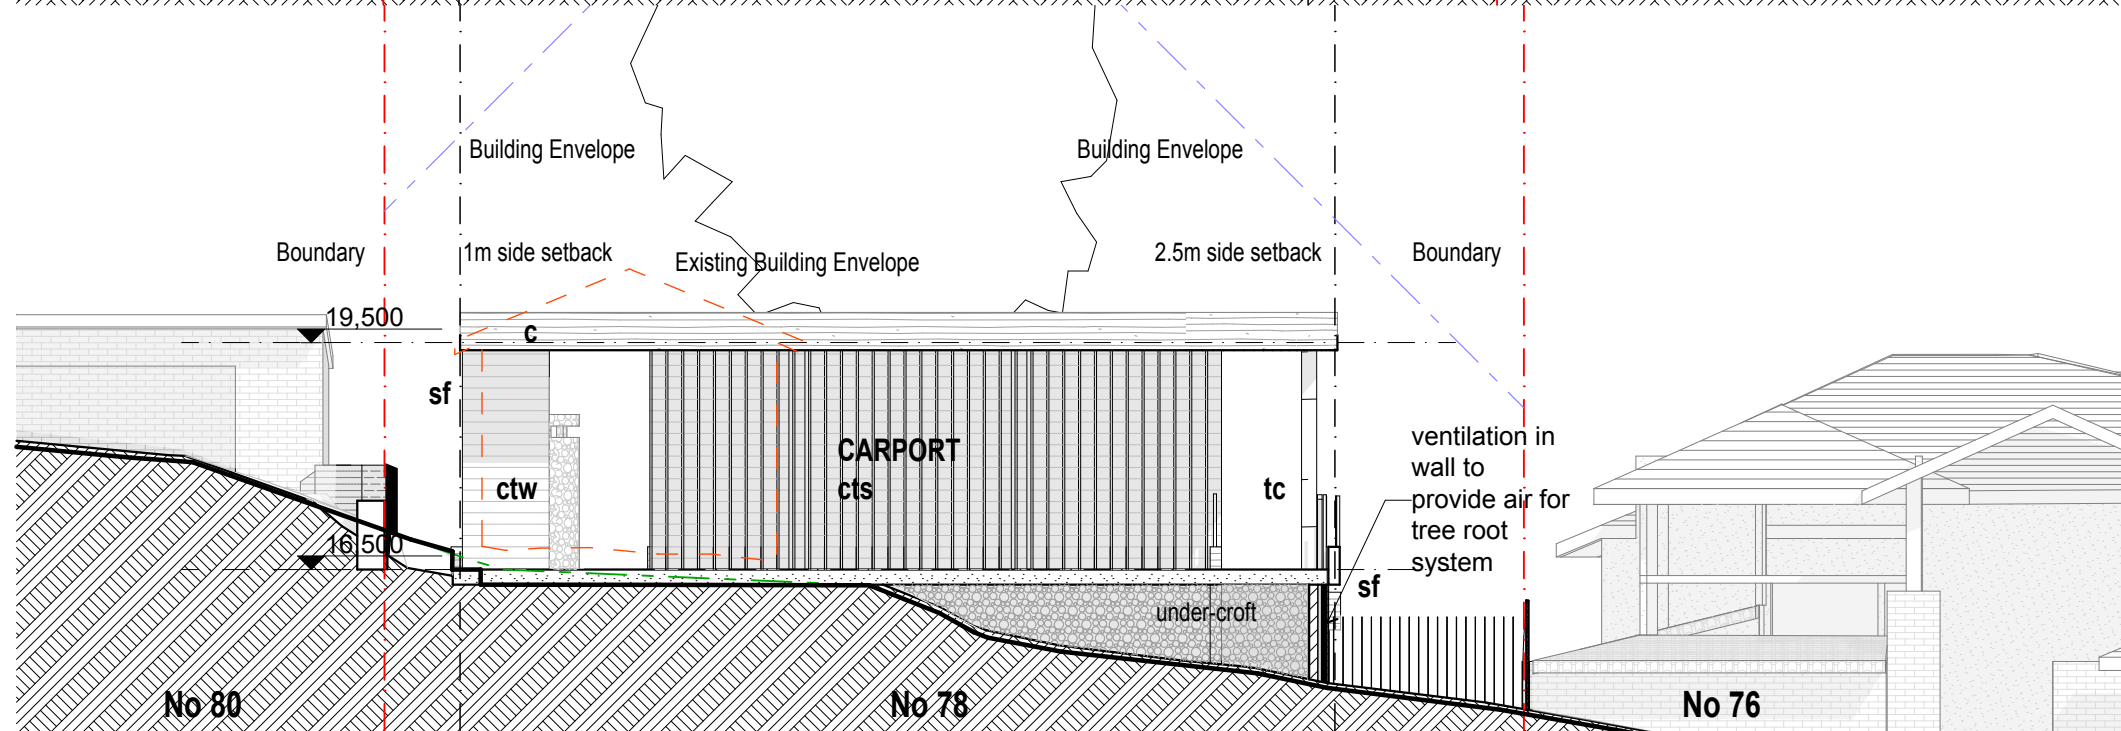 Building Envelope
Building Envelope
Boundary
1m side setback
Existing Building Envelope
2.5m side setback
Boundary
19,500
c
sf
ventilation in
wall to
provide air for
tree root
system
CARPORT
cts
ctw
tc
16,500
sf
under-croft
No 80
No 78
No 76